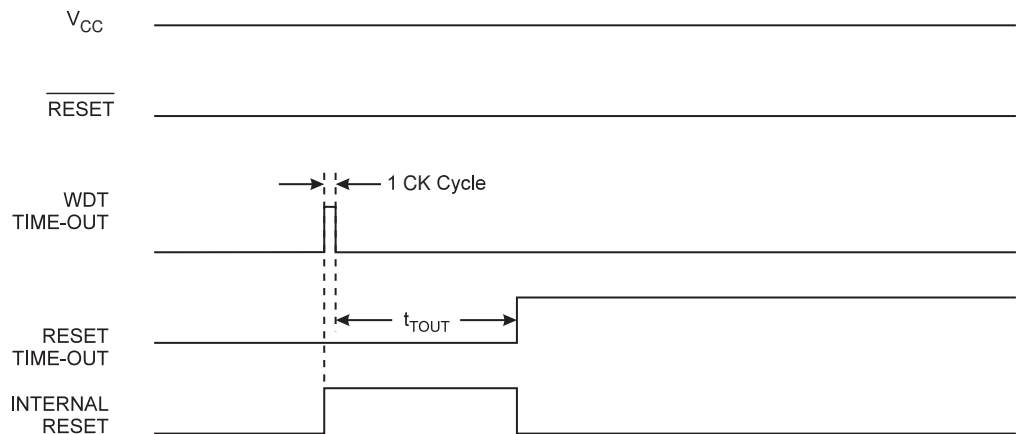 VCC
RESET
1 CK Cycle
WDT
TIME-OUT
tTOUT
RESET
TIME-OUT
INTERNAL
RESET